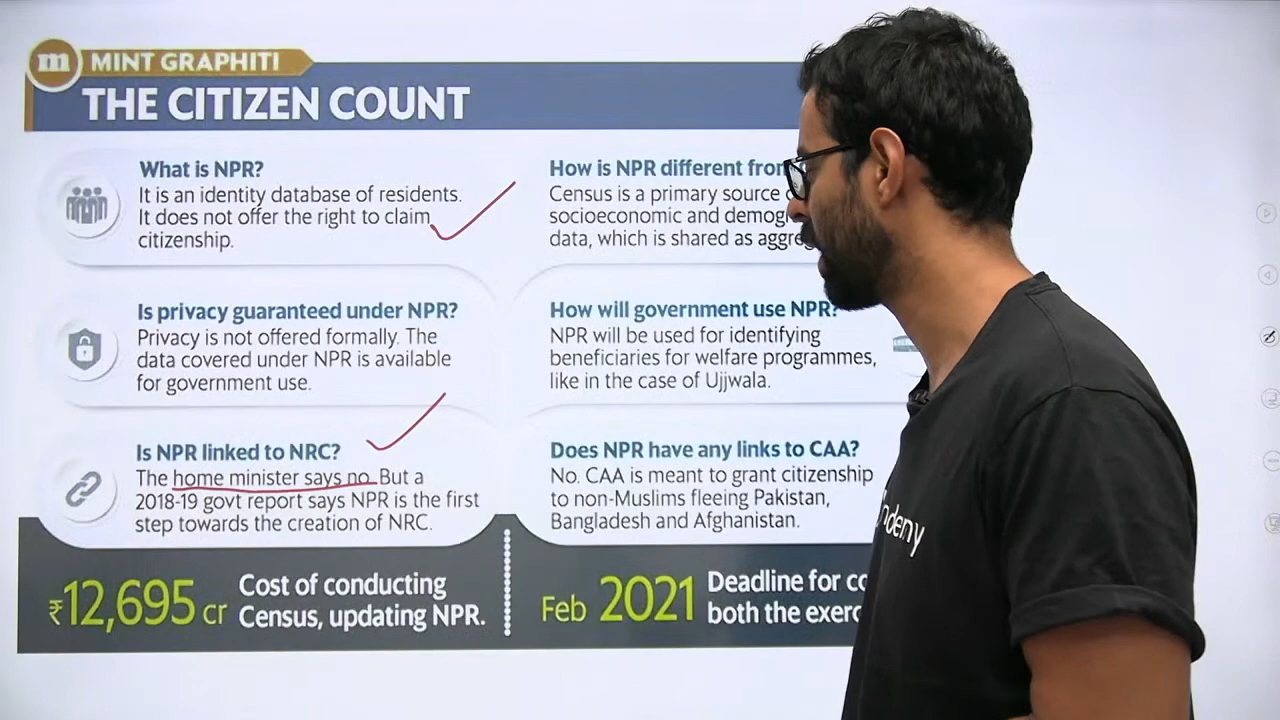 m MINT GRAPHITI
THE CITIZEN COUNT
What is NPR?
It is an identity database of residents.
It does not offer the right to claim
citizenship.
How is NPR different
Census is a primary source
socioeconomic and
data, which is shared as
Is privacy guaranteed under NPR?
Privacy is not offered formally. The
data covered under NPR is available
for government use.
How will government use NPR?
NPR will be used for identifying
beneficiaries for welfare programmes,
like in the case of Ujjwala.
Is NPR linked to NRC?
The home minister says no. But a
2018-19 govt report says NPR is the first
step towards the creation of NRC.
Does NPR have any links to CAA?
No. CAA is meant to grant citizenship
to non-Muslims fleeing Pakistan,
Bangladesh and Afghanistan.
₹12,695 cr
Cost of conducting
Census, updating NPR.
Feb 2021
Deadline for
both the